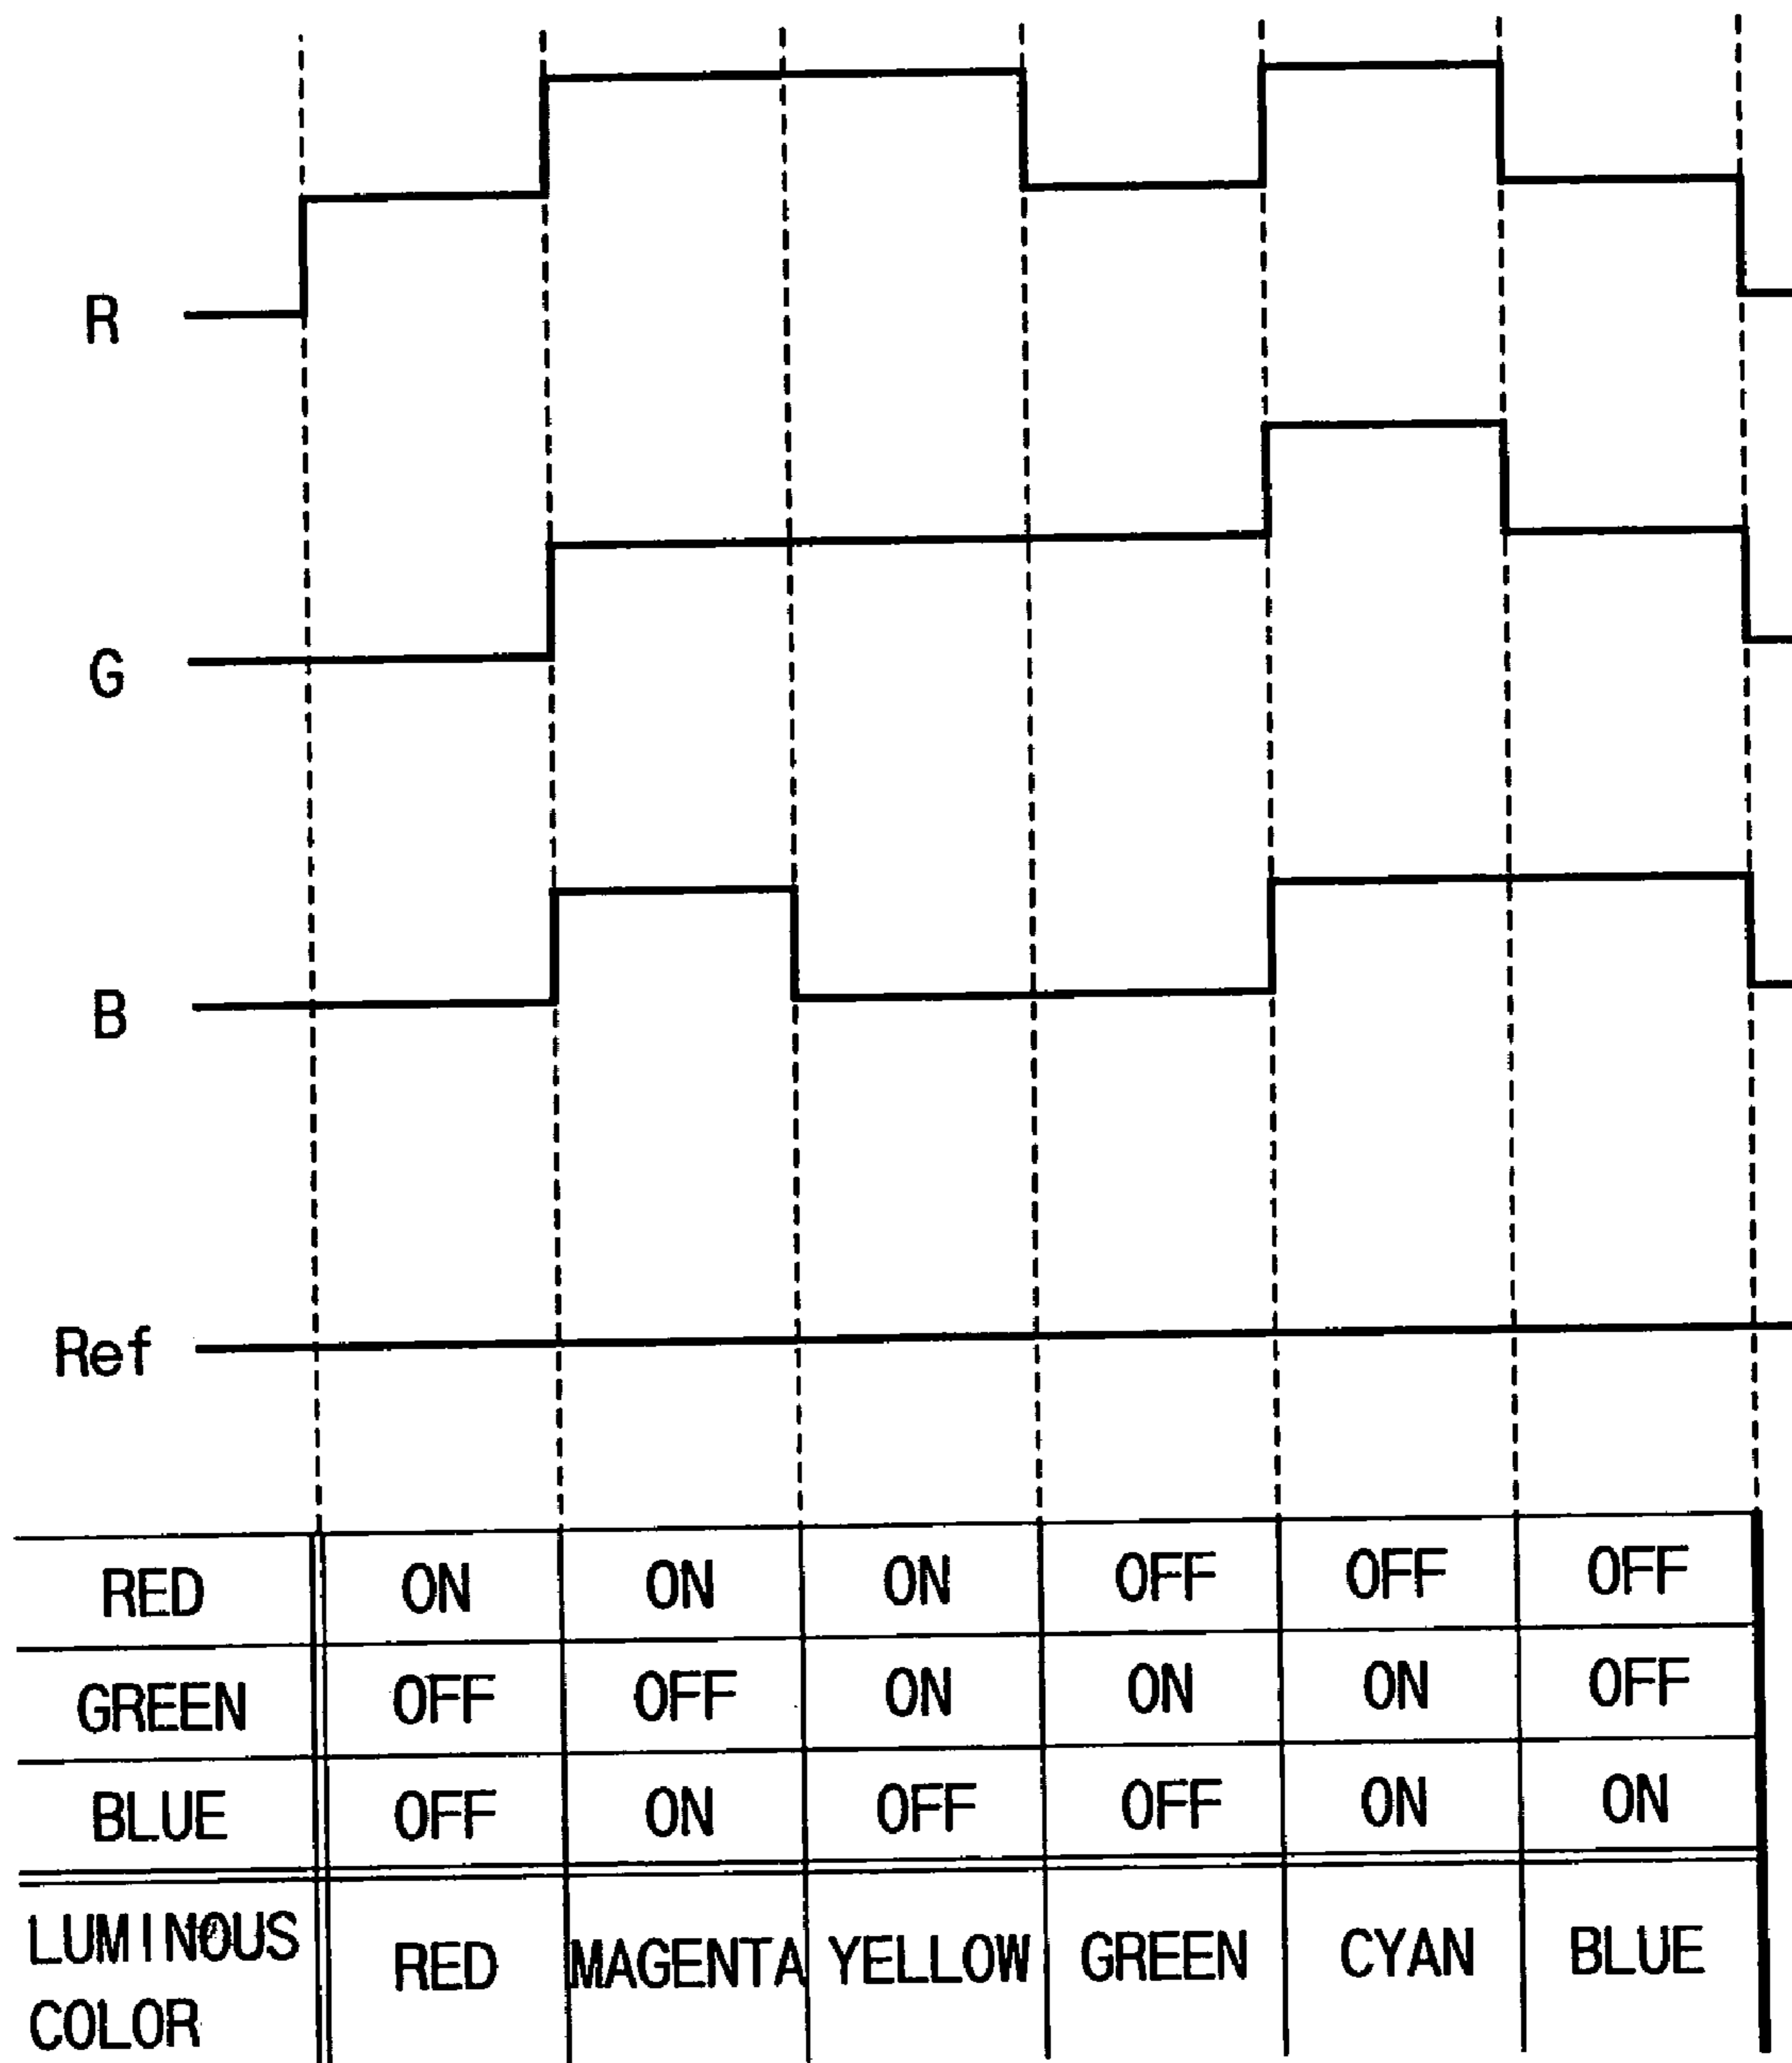 R
G
B
Ref
RED ON ON ON OFF OFF OFF
GREEN OFF OFF ON ON ON OFF
BLUE OFF ON OFF OFF ON ON
LUMINOUS COLOR RED MAGENTA YELLOW GREEN CYAN BLUE